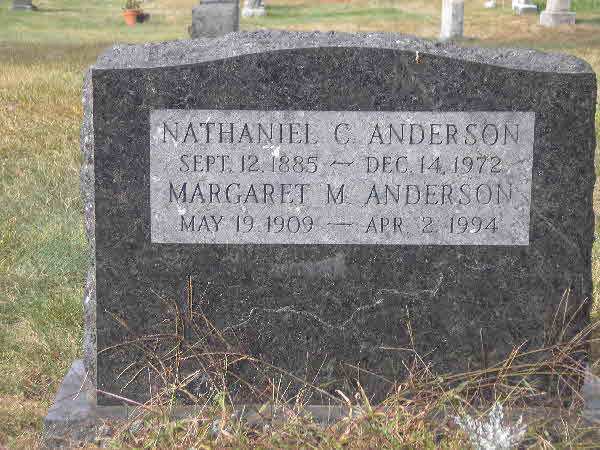 NATHANIEL C. ANDERSON
SEPT. 12, 1885 — DEC. 14, 1972
MARGARET M. ANDERSON
MAY 19, 1909 — APR. 2, 1994